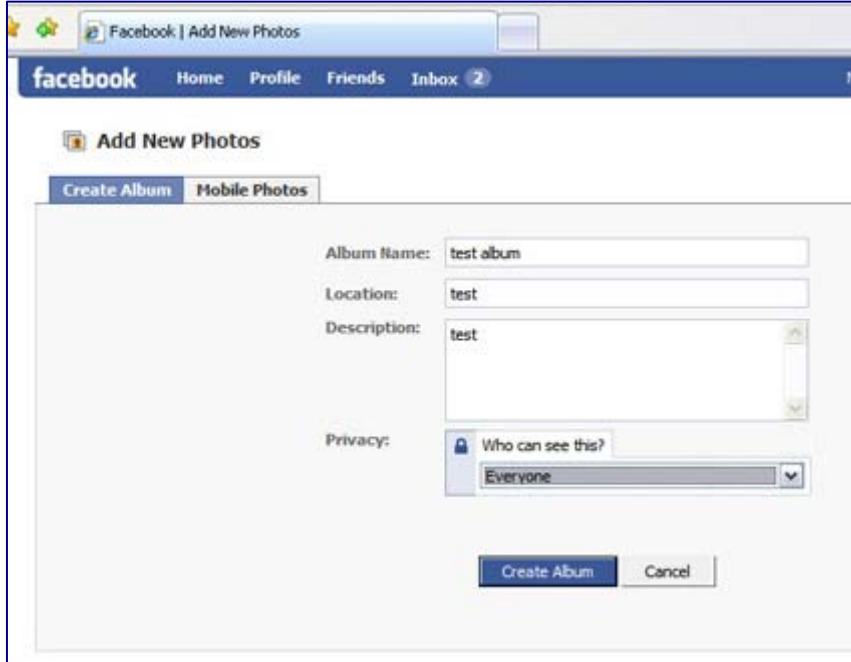 Facebook | Add New Photos
facebook Home Profile Friends Inbox 2
Add New Photos
Create Album Mobile Photos
Album Name: test album
Location: test
Description: test
Privacy: Who can see this?
Everyone
Create Album Cancel